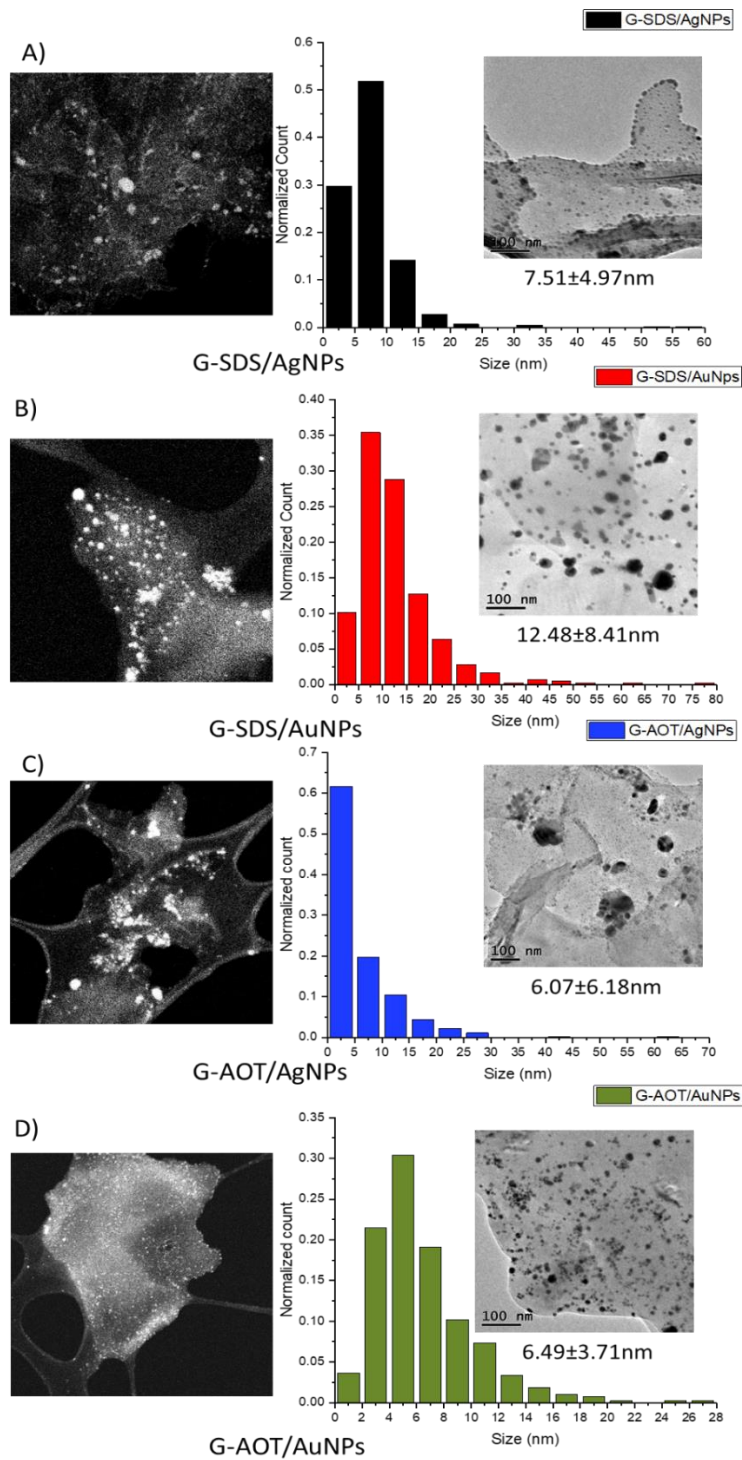 G-SDS/AgNPs
A)
Normalized Count
0.6
0.5
0.4
0.3
0.2
0.1
0.0
0 5 10 15 20 25 30 35 40 45 50 55 60
Size (nm)
100 nm
7.51±4.97nm
G-SDS/AgNPs
G-SDS/AuNps
B)
Normalized Count
0.40
0.35
0.30
0.25
0.20
0.15
0.10
0.05
0.00
0 5 10 15 20 25 30 35 40 45 50 55 60 65 70 75 80
Size (nm)
100 nm
12.48±8.41nm
G-SDS/AuNPs
G-AOT/AgNPs
C)
Normalized count
0.7
0.6
0.5
0.4
0.3
0.2
0.1
0.0
0 5 10 15 20 25 30 35 40 45 50 55 60 65 70
Size (nm)
100 nm
6.07±6.18nm
G-AOT/AgNPs
G-AOT/AuNPs
D)
Normalized count
0.35
0.30
0.25
0.20
0.15
0.10
0.05
0.00
0 2 4 6 8 10 12 14 16 18 20 22 24 26 28
Size (nm)
100 nm
6.49±3.71nm
G-AOT/AuNPs